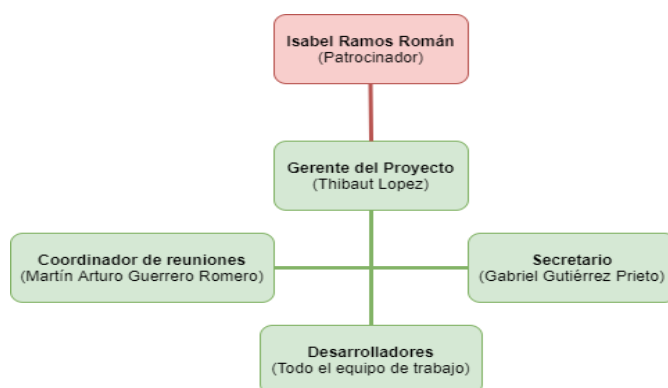 Isabel Ramos Román
(Patrocinador)
Gerente del Proyecto
(Thibaut Lopez)
Coordinador de reuniones
(Martín Arturo Guerrero Romero)
Secretario
(Gabriel Gutiérrez Prieto)
Desarrolladores
(Todo el equipo de trabajo)